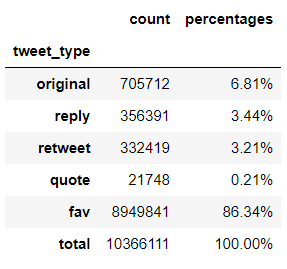 count percentages
tweet_type
original 705712 6.81%
reply 356391 3.44%
retweet 332419 3.21%
quote 21748 0.21%
fav 8949841 86.34%
total 10366111 100.00%